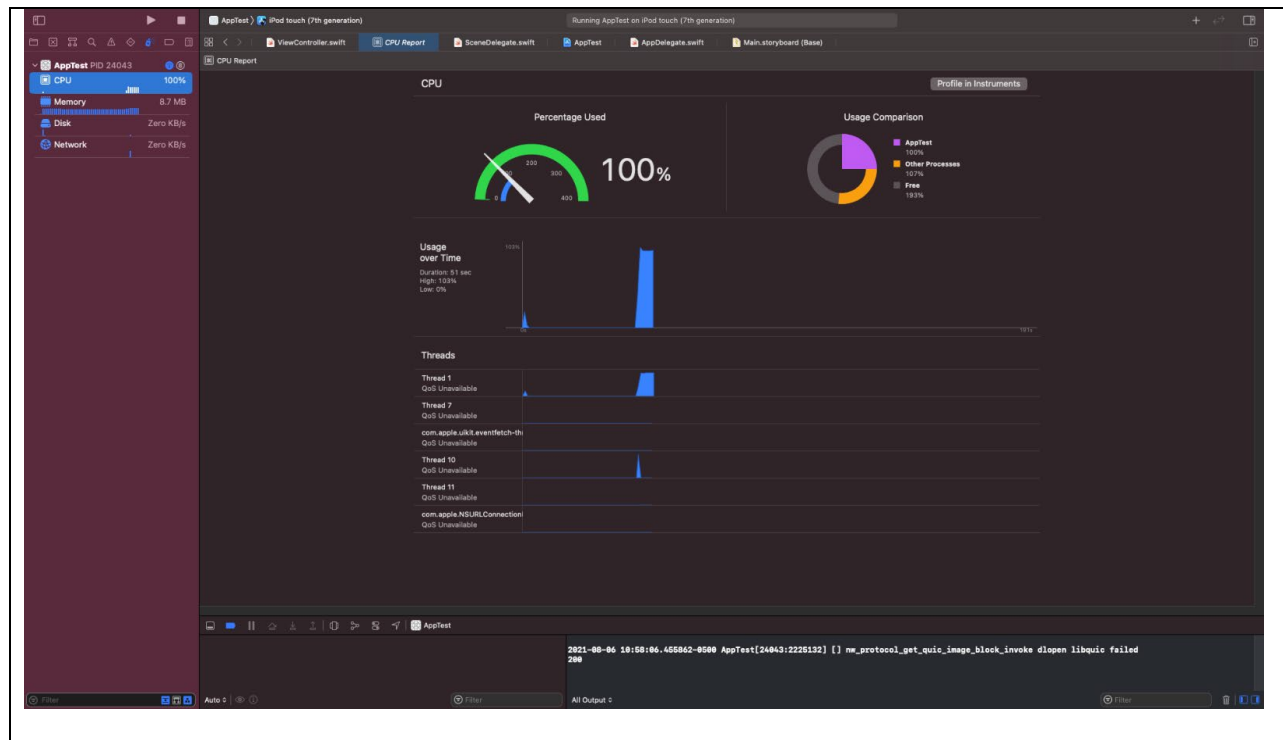 AppTest 〉 iPod touch (7th generation)
Running AppTest on iPod touch (7th generation)
ViewController.swift
CPU Report
SceneDelegate.swift
AppTest
AppDelegate.swift
Main.storyboard (Base)
AppTest PID 24043
CPU Report
CPU 100%
Memory 8.7 MB
Disk Zero KB/s
Network Zero KB/s
CPU
Profile in Instruments
Percentage Used
0
200
300
400
100%
Usage Comparison
AppTest
100%
Other Processes
107%
Free
193%
Usage
over Time
Duration: 51 sec
High: 103%
Low: 0%
103%
0s
Threads
Thread 1
QoS Unavailable
Thread 7
QoS Unavailable
com.apple.uikit.eventfetch-th
QoS Unavailable
Thread 10
QoS Unavailable
Thread 11
QoS Unavailable
com.apple.NSURLConnection
QoS Unavailable
AppTest
2021-08-06 10:58:06.455862-0500 AppTest[24043:2225132] [] nw_protocol_get_quic_image_block_invoke dlopen libquic failed
200
Filter
Auto
Filter
All Output
Filter